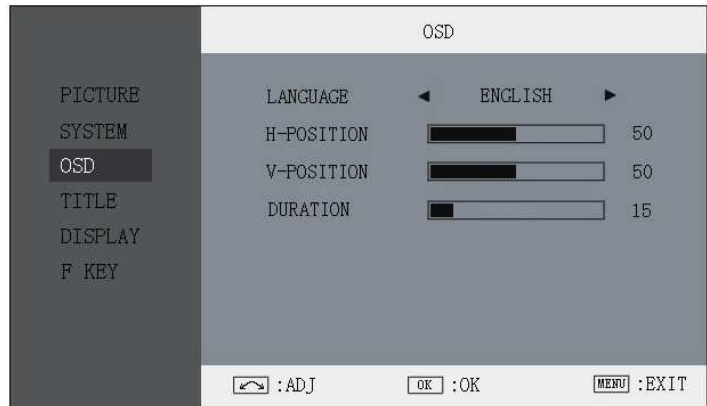 OSD
PICTURE
SYSTEM
OSD
TITLE
DISPLAY
F KEY
LANGUAGE ◀ ENGLISH ▶
H-POSITION 50
V-POSITION 50
DURATION 15
:ADJ OK :OK MENU :EXIT